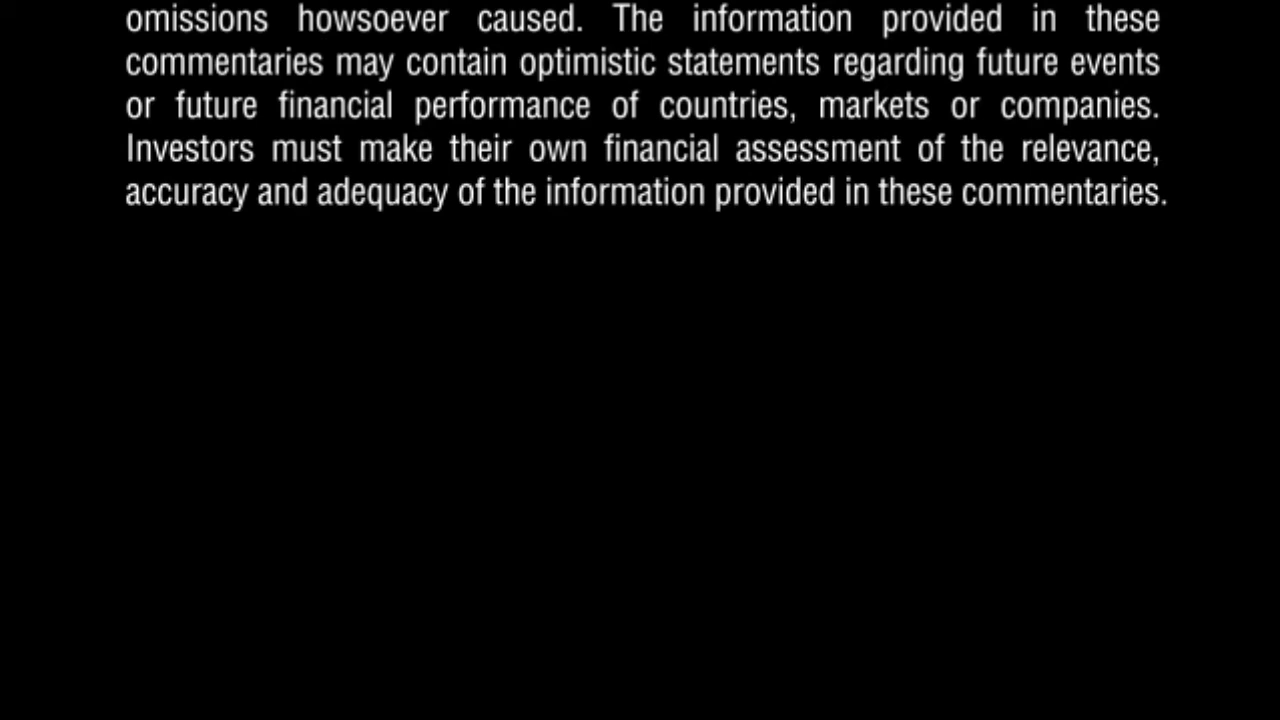 omissions howsoever caused. The information provided in these
commentaries may contain optimistic statements regarding future events
or future financial performance of countries, markets or companies.
Investors must make their own financial assessment of the relevance,
accuracy and adequacy of the information provided in these commentaries.